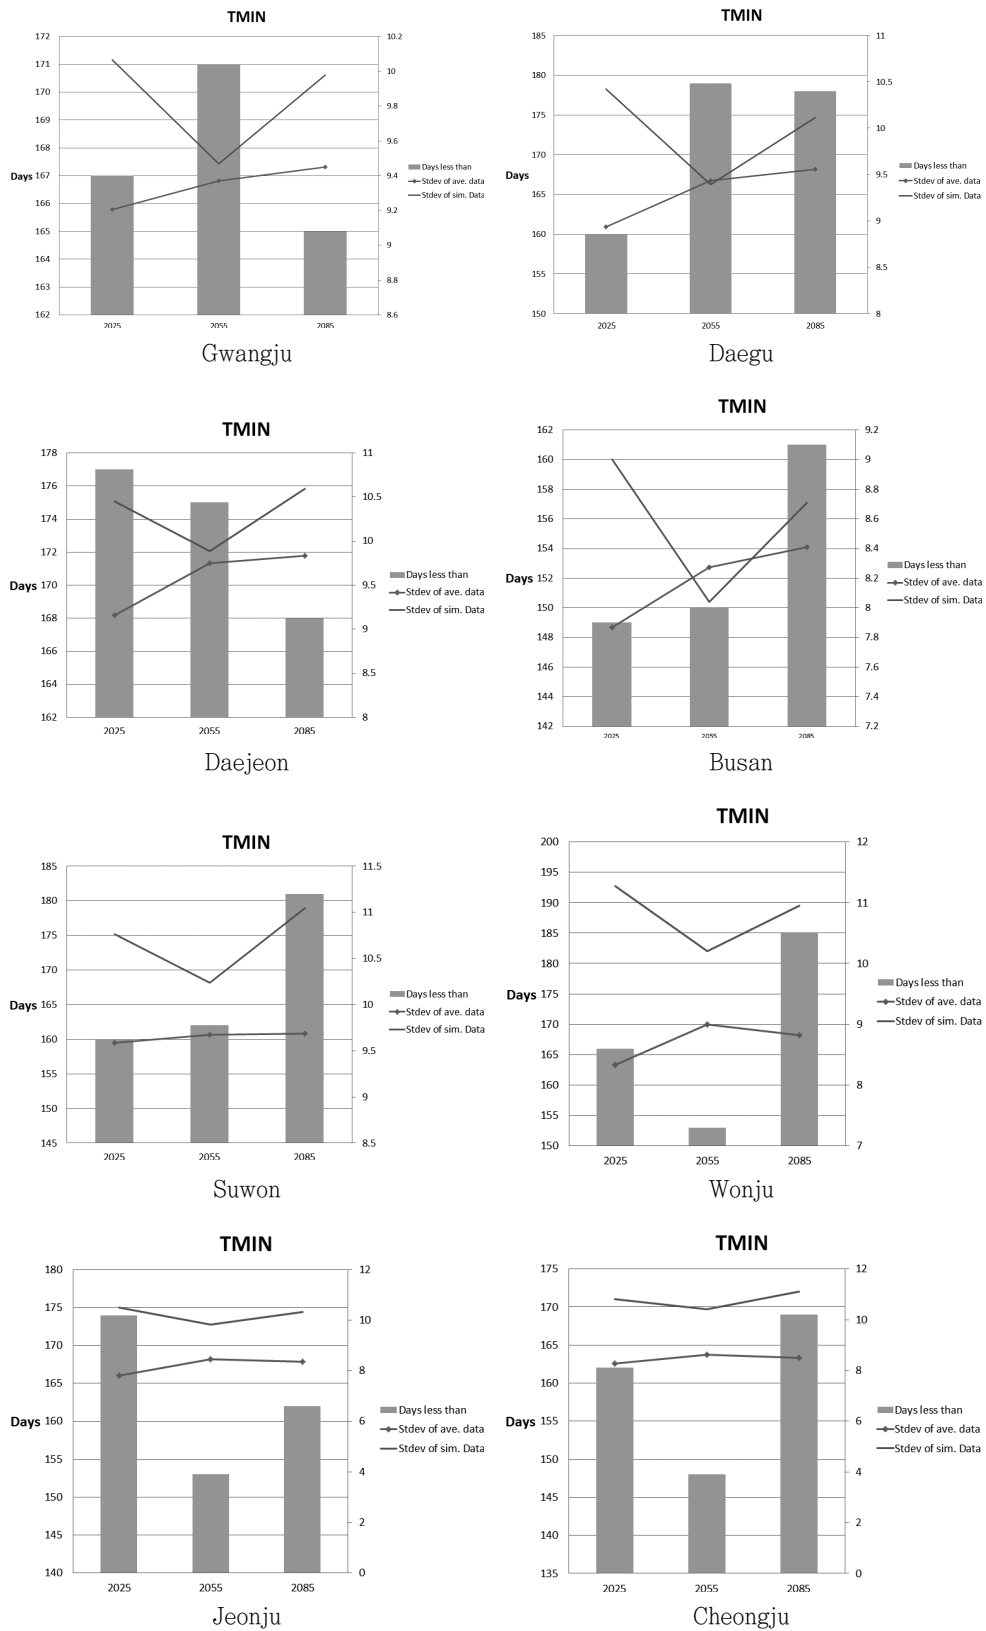 TMIN
172
171
170
169
168
167
166
165
164
163
162
Days
10.2
10
9.8
9.6
9.4
9.2
9
8.8
8.6
2025 2055 2085
Days less than
Stdev of ave. data
Stdev of sim. Data
Gwangju
TMIN
185
180
175
170
165
160
155
150
Days
11
10.5
10
9.5
9
8.5
8
2025 2055 2085
Days less than
Stdev of ave. data
Stdev of sim. Data
Daegu
TMIN
178
176
174
172
170
168
166
164
162
Days
11
10.5
10
9.5
9
8.5
8
2025 2055 2085
Days less than
Stdev of ave. data
Stdev of sim. Data
Daejeon
TMIN
162
160
158
156
154
152
150
148
146
144
142
Days
9.2
9
8.8
8.6
8.4
8.2
8
7.8
7.6
7.4
7.2
2025 2055 2085
Days less than
Stdev of ave. data
Stdev of sim. Data
Busan
TMIN
185
180
175
170
165
160
155
150
145
Days
11.5
11
10.5
10
9.5
9
8.5
2025 2055 2085
Days less than
Stdev of ave. data
Stdev of sim. Data
Suwon
TMIN
200
195
190
185
180
175
170
165
160
155
150
Days
12
11
10
9
8
7
2025 2055 2085
Days less than
Stdev of ave. data
Stdev of sim. Data
Wonju
TMIN
180
175
170
165
160
155
150
145
140
Days
12
10
8
6
4
2
0
2025 2055 2085
Days less than
Stdev of ave. data
Stdev of sim. Data
Jeonju
TMIN
175
170
165
160
155
150
145
140
135
Days
12
10
8
6
4
2
0
2025 2055 2085
Days less than
Stdev of ave. data
Stdev of sim. Data
Cheongju